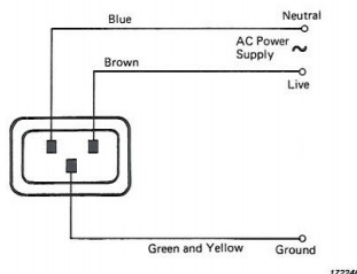 Blue
Neutral
AC Power
Supply
Brown
Live
Green and Yellow
Ground